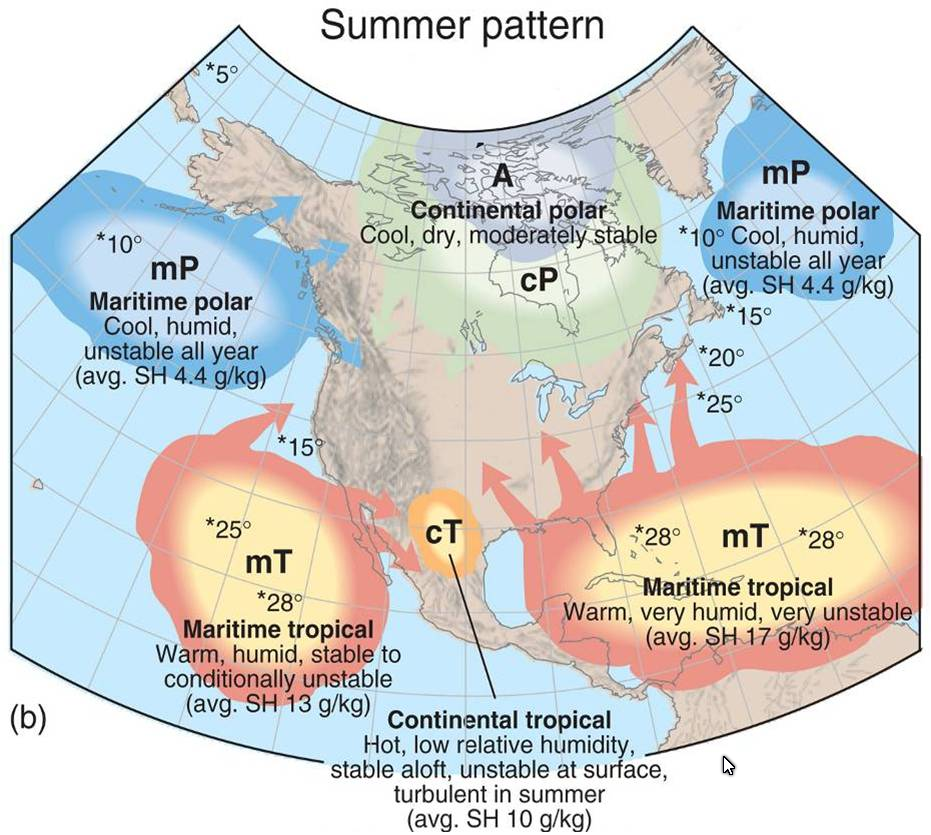 Summer pattern
*5°
A
Continental polar
Cool, dry, moderately stable
cP
mP
Maritime polar
*10° Cool, humid,
unstable all year
(avg. SH 4.4 g/kg)
*10°
mP
Maritime polar
Cool, humid,
unstable all year
(avg. SH 4.4 g/kg)
*15°
*20°
*25°
*15°
*25°
mT
*28°
Maritime tropical
Warm, humid, stable to
conditionally unstable
(avg. SH 13 g/kg)
cT
*28° mT *28°
Maritime tropical
Warm, very humid, very unstable
(avg. SH 17 g/kg)
(b)
Continental tropical
Hot, low relative humidity,
stable aloft, unstable at surface,
turbulent in summer
(avg. SH 10 g/kg)